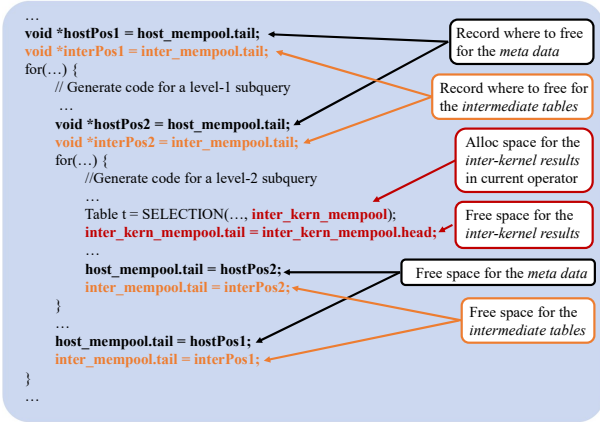 …
void *hostPos1 = host_mempool.tail;
void *interPos1 = inter_mempool.tail;
for(…) {
// Generate code for a level-1 subquery
…
void *hostPos2 = host_mempool.tail;
void *interPos2 = inter_mempool.tail;
for(…) {
//Generate code for a level-2 subquery
…
Table t = SELECTION(…, inter_kern_mempool);
inter_kern_mempool.tail = inter_kern_mempool.head;
…
host_mempool.tail = hostPos2;
inter_mempool.tail = interPos2;
}
…
host_mempool.tail = hostPos1;
inter_mempool.tail = interPos1;
}
…
Record where to free
for the meta data
Record where to free for
the intermediate tables
Alloc space for the
inter-kernel results
in current operator
Free space for the
inter-kernel results
Free space for the meta data
Free space for the
intermediate tables